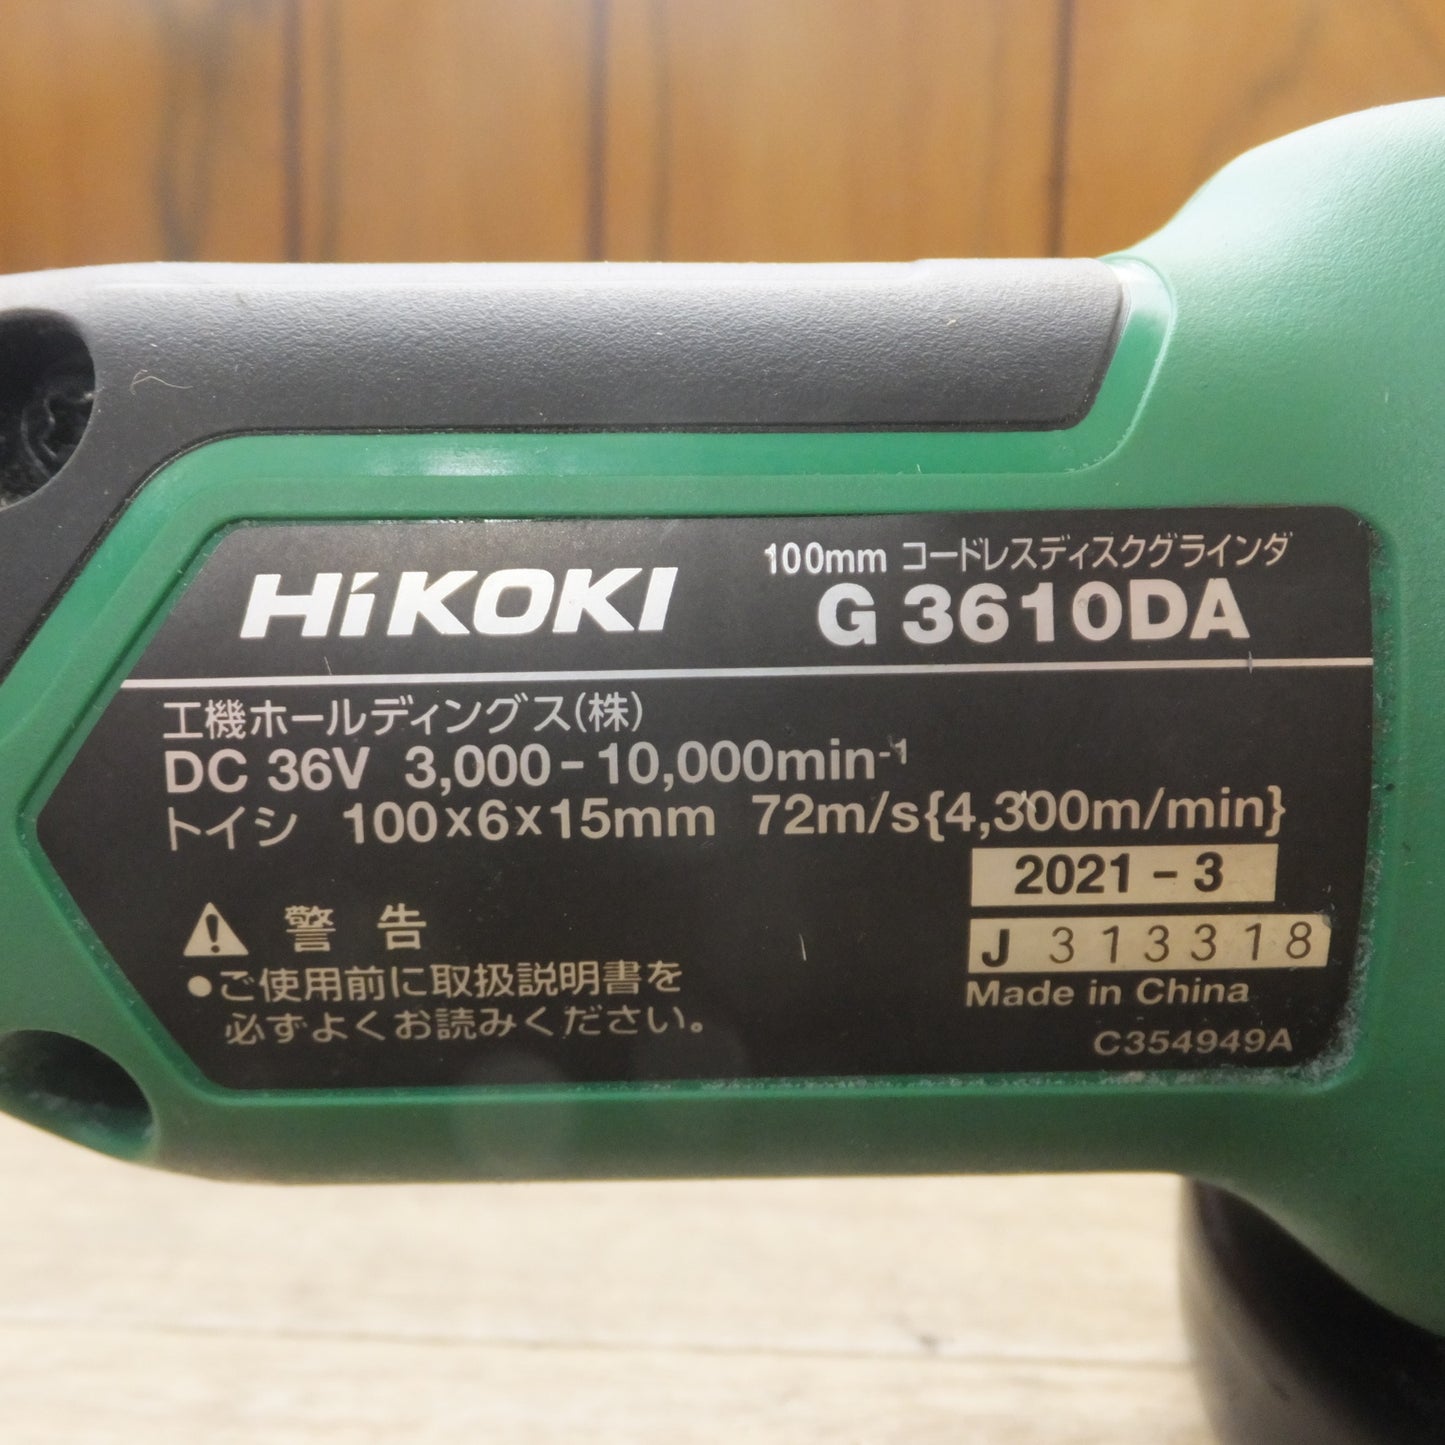 HiKOKI
100mm コードレスディスクグラインダ
G 3610DA
工機ホールディングス(株)
DC 36V 3,000-10,000min⁻¹
トイシ 100×6×15mm 72m/s{4,300m/min}
2021 - 3
J 313318
Made in China
C354949A
警告
●ご使用前に取扱説明書を
必ずよくお読みください。